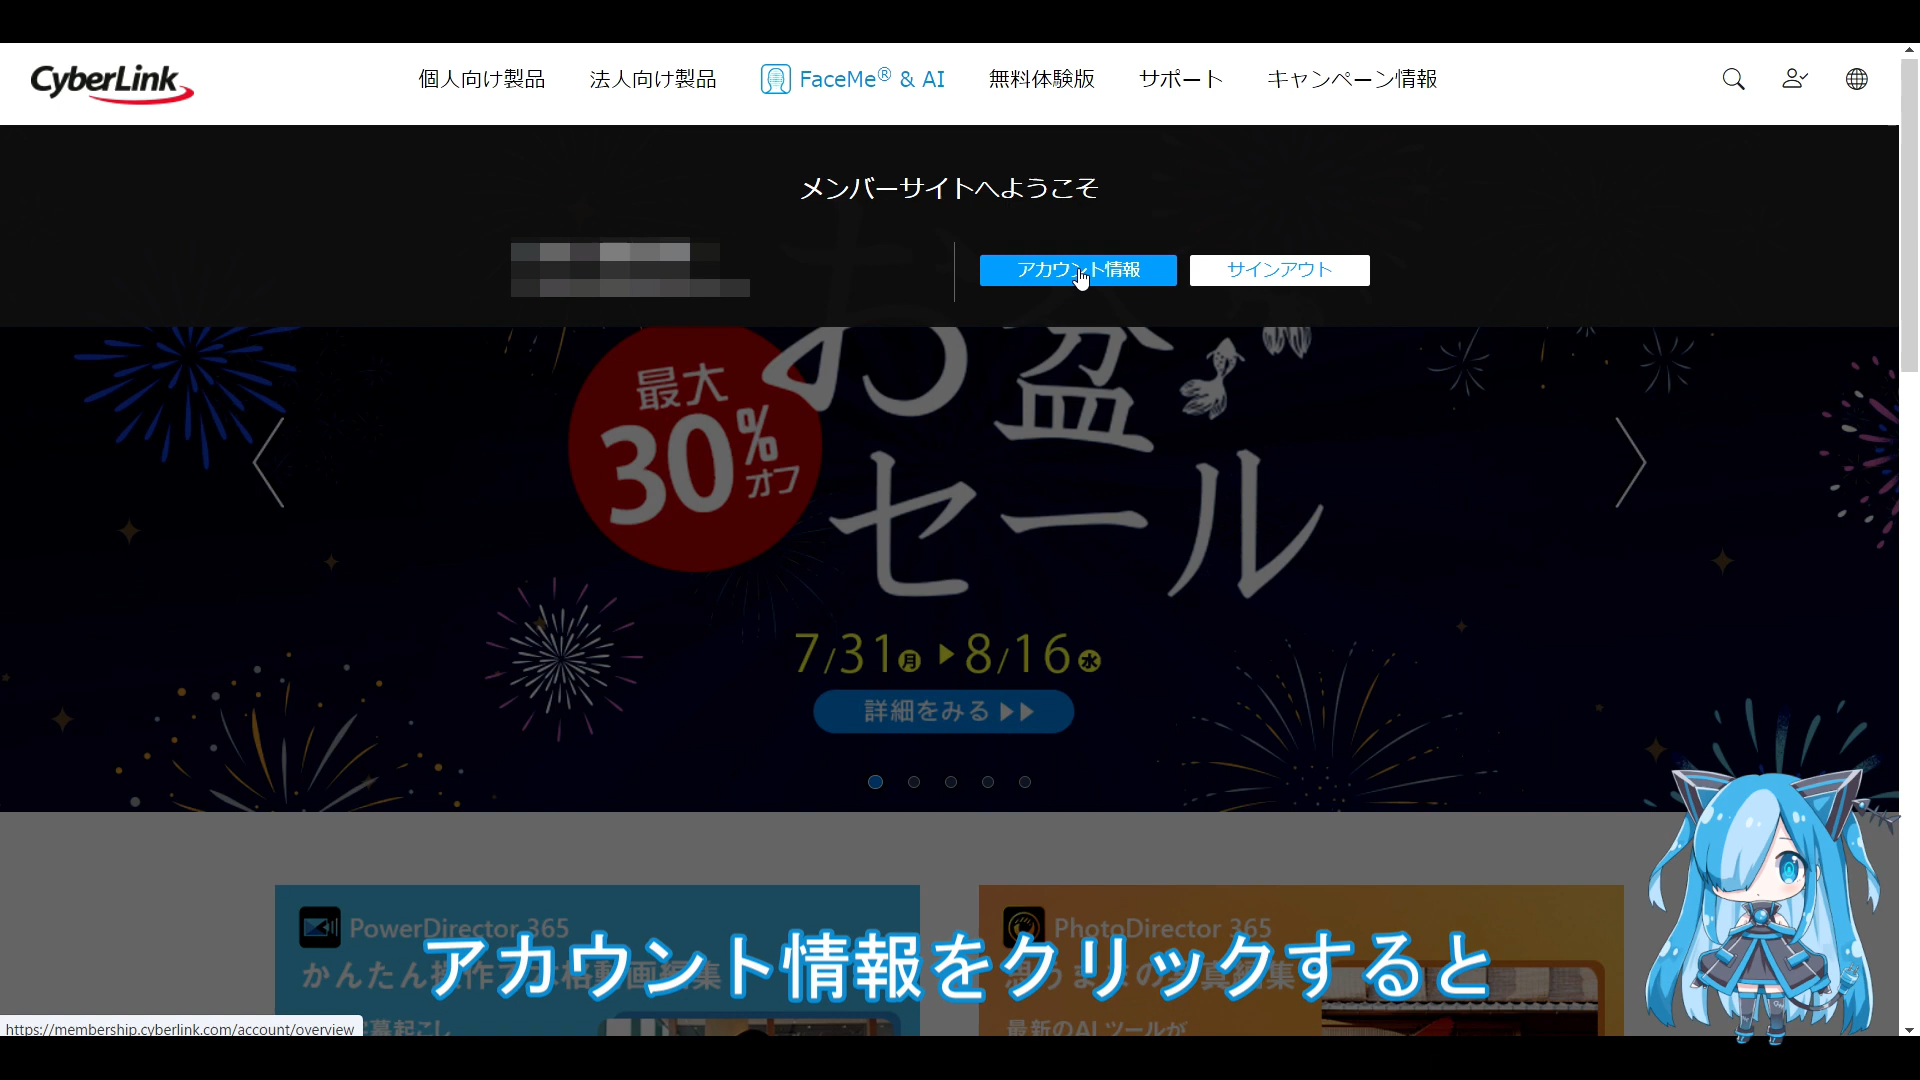 CyberLink
個人向け製品
法人向け製品
FaceMe® & AI
無料体験版
サポート
キャンペーン情報
メンバーサイトへようこそ
アカウント情報
サインアウト
お盆
セール
最大
30%
オフ
7/31月▶8/16水
詳細をみる ▶▶
PowerDirector 365
PhotoDirector 365
アカウント情報をクリックすると
最新のAI ツールが
https://membership.cyberlink.com/account/overview